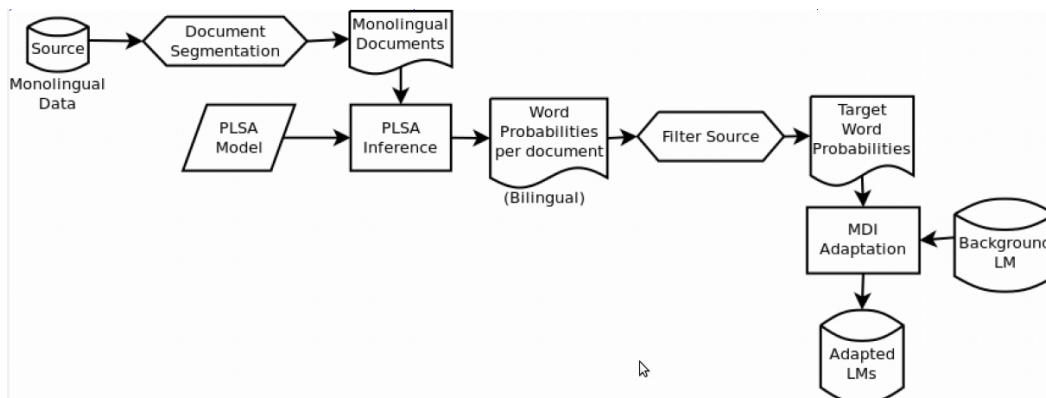 Source
Monolingual
Data
Document
Segmentation
Monolingual
Documents
PLSA
Model
PLSA
Inference
Word
Probabilities
per document
(Bilingual)
Filter Source
Target
Word
Probabilities
MDI
Adaptation
Background
LM
Adapted
LMs